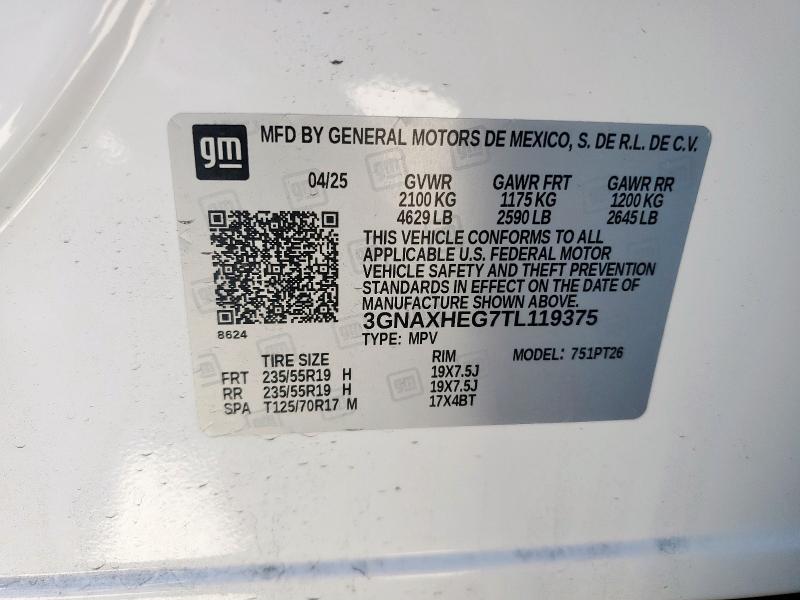 gm MFD BY GENERAL MOTORS DE MEXICO, S. DE R.L. DE C.V.
04/25 GVWR GAWR FRT GAWR RR
2100 KG 1175 KG 1200 KG
4629 LB 2590 LB 2645 LB
THIS VEHICLE CONFORMS TO ALL
APPLICABLE U.S. FEDERAL MOTOR
VEHICLE SAFETY AND THEFT PREVENTION
STANDARDS IN EFFECT ON THE DATE OF
MANUFACTURE SHOWN ABOVE.
3GNAXHEG7TL119375
8624 TYPE: MPV
TIRE SIZE RIM MODEL: 751PT26
FRT 235/55R19 H 19X7.5J
RR 235/55R19 H 19X7.5J
SPA T125/70R17 M 17X4BT